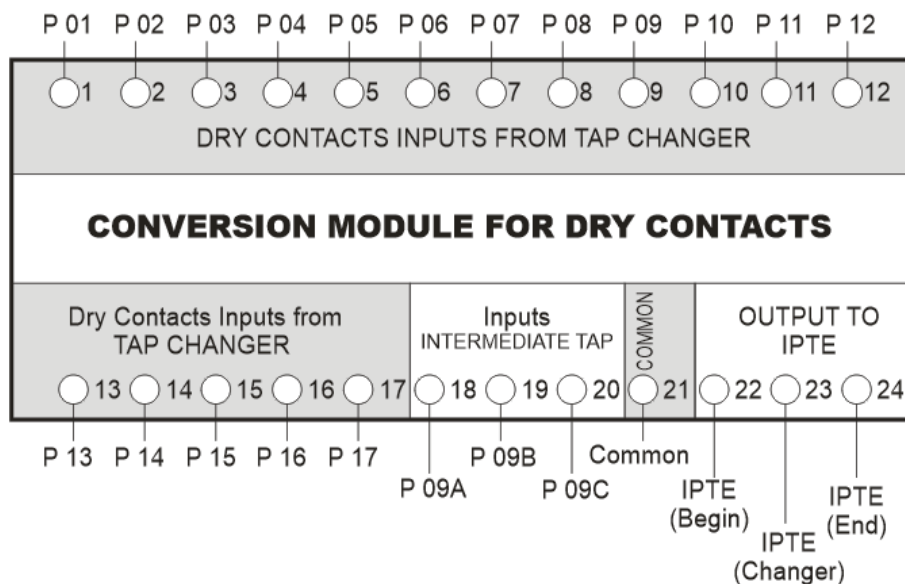 P 01 P 02 P 03 P 04 P 05 P 06 P 07 P 08 P 09 P 10 P 11 P 12
1 2 3 4 5 6 7 8 9 10 11 12
DRY CONTACTS INPUTS FROM TAP CHANGER
CONVERSION MODULE FOR DRY CONTACTS
Dry Contacts Inputs from
TAP CHANGER
Inputs
INTERMEDIATE TAP
COMMON
OUTPUT TO
IPTE
13 14 15 16 17 18 19 20 21 22 23 24
P 13 P 14 P 15 P 16 P 17
P 09A
P 09B
P 09C
Common
IPTE
(Begin)
IPTE
(Changer)
IPTE
(End)